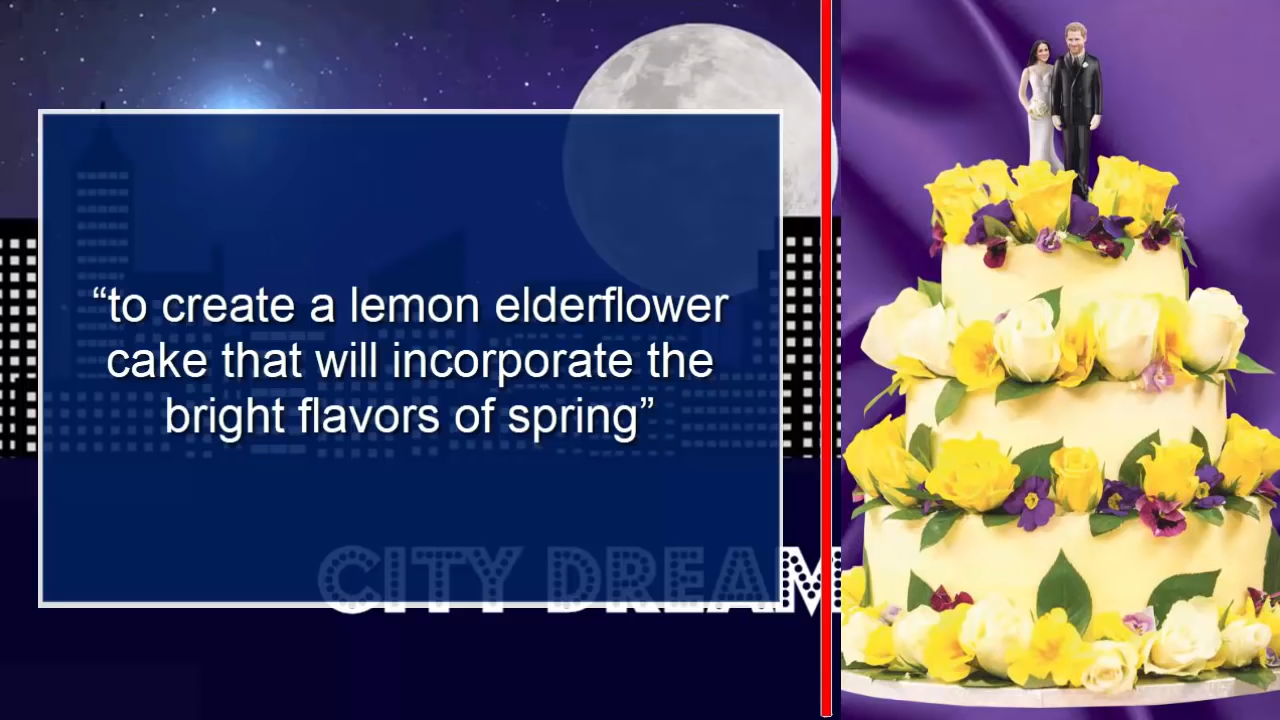 “to create a lemon elderflower
cake that will incorporate the
bright flavors of spring”
CITY DREAM